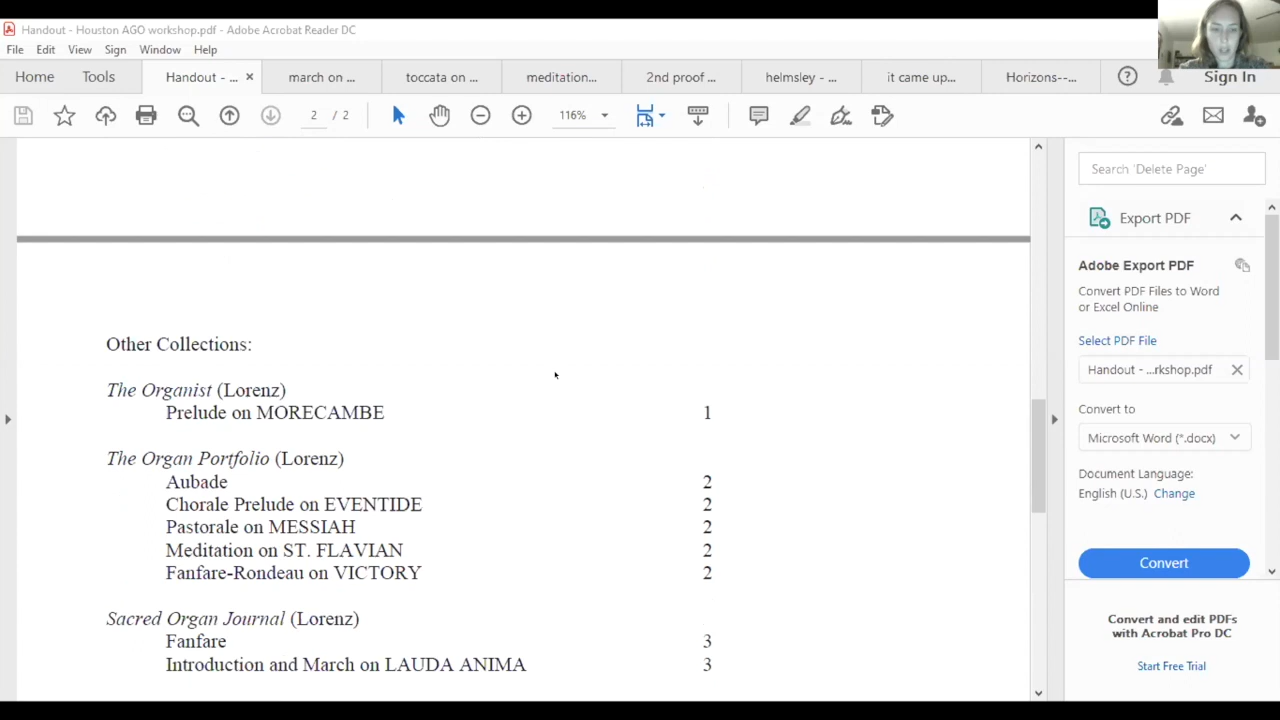 Handout - Houston AGO workshop.pdf - Adobe Acrobat Reader DC
File Edit View Sign Window Help
Home Tools Handout - ... × march on ... toccata on ... meditation... 2nd proof ... helmsley - ... it came up... Horizons--... Sign In
2 / 2 116%
Search 'Delete Page'
Export PDF
Adobe Export PDF
Convert PDF Files to Word
or Excel Online
Select PDF File
Handout - ...rkshop.pdf
Convert to
Microsoft Word (*.docx)
Document Language:
English (U.S.) Change
Convert
Convert and edit PDFs
with Acrobat Pro DC
Start Free Trial
Other Collections:
The Organist (Lorenz)
Prelude on MORECAMBE 1
The Organ Portfolio (Lorenz)
Aubade 2
Chorale Prelude on EVENTIDE 2
Pastorale on MESSIAH 2
Meditation on ST. FLAVIAN 2
Fanfare-Rondeau on VICTORY 2
Sacred Organ Journal (Lorenz)
Fanfare 3
Introduction and March on LAUDA ANIMA 3